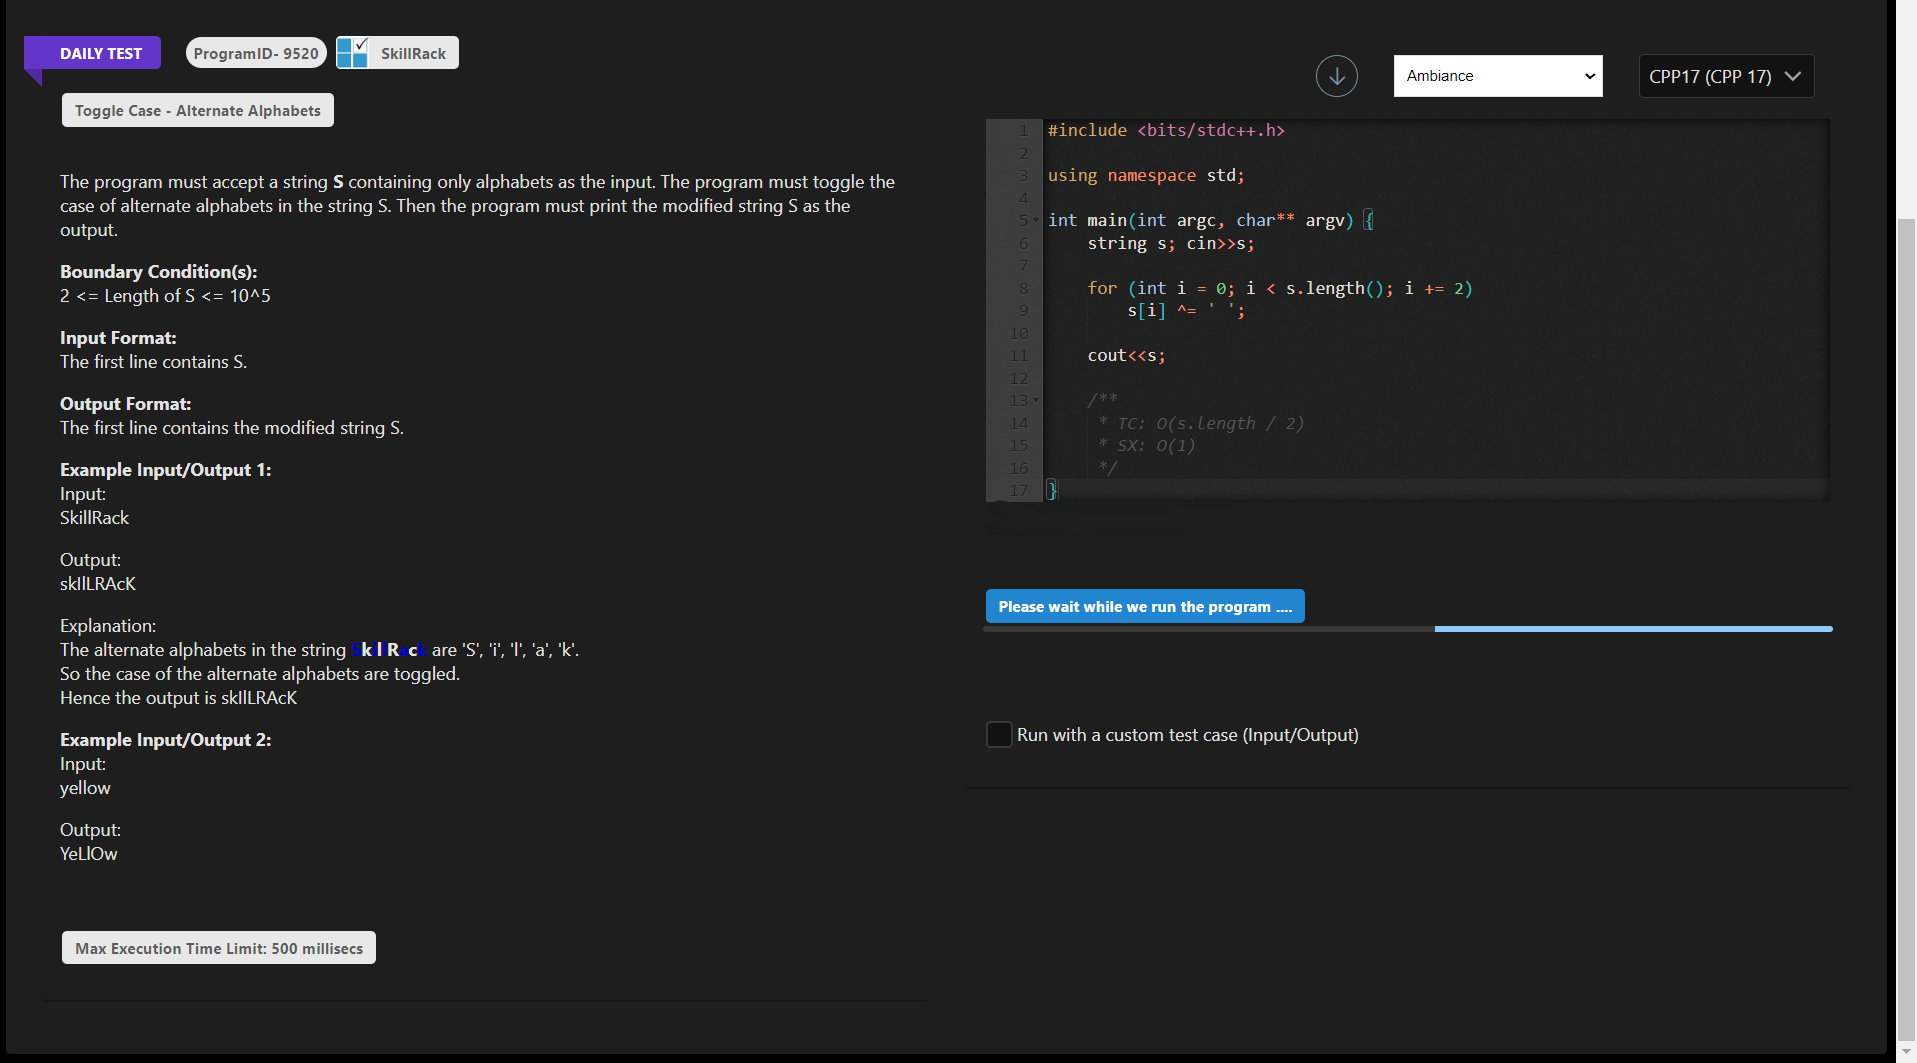 DAILY TEST
ProgramID- 9520
SkillRack
Toggle Case - Alternate Alphabets
The program must accept a string S containing only alphabets as the input. The program must toggle the
case of alternate alphabets in the string S. Then the program must print the modified string S as the
output.
Boundary Condition(s):
2 <= Length of S <= 10^5
Input Format:
The first line contains S.
Output Format:
The first line contains the modified string S.
Example Input/Output 1:
Input:
SkillRack
Output:
skIlLRAcK
Explanation:
The alternate alphabets in the string SkillRack are 'S', 'i', 'l', 'a', 'k'.
So the case of the alternate alphabets are toggled.
Hence the output is skIlLRAcK
Example Input/Output 2:
Input:
yellow
Output:
YeLlOw
Max Execution Time Limit: 500 millisecs
Ambiance
CPP17 (CPP 17)
1 #include <bits/stdc++.h>
2
3 using namespace std;
4
5 int main(int argc, char** argv) {
6 string s; cin>>s;
7
8 for (int i = 0; i < s.length(); i += 2)
9 s[i] ^= ' ';
10
11 cout<<s;
12
13 /**
14 * TC: O(s.length / 2)
15 * SX: O(1)
16 */
17 }
Please wait while we run the program ....
Run with a custom test case (Input/Output)